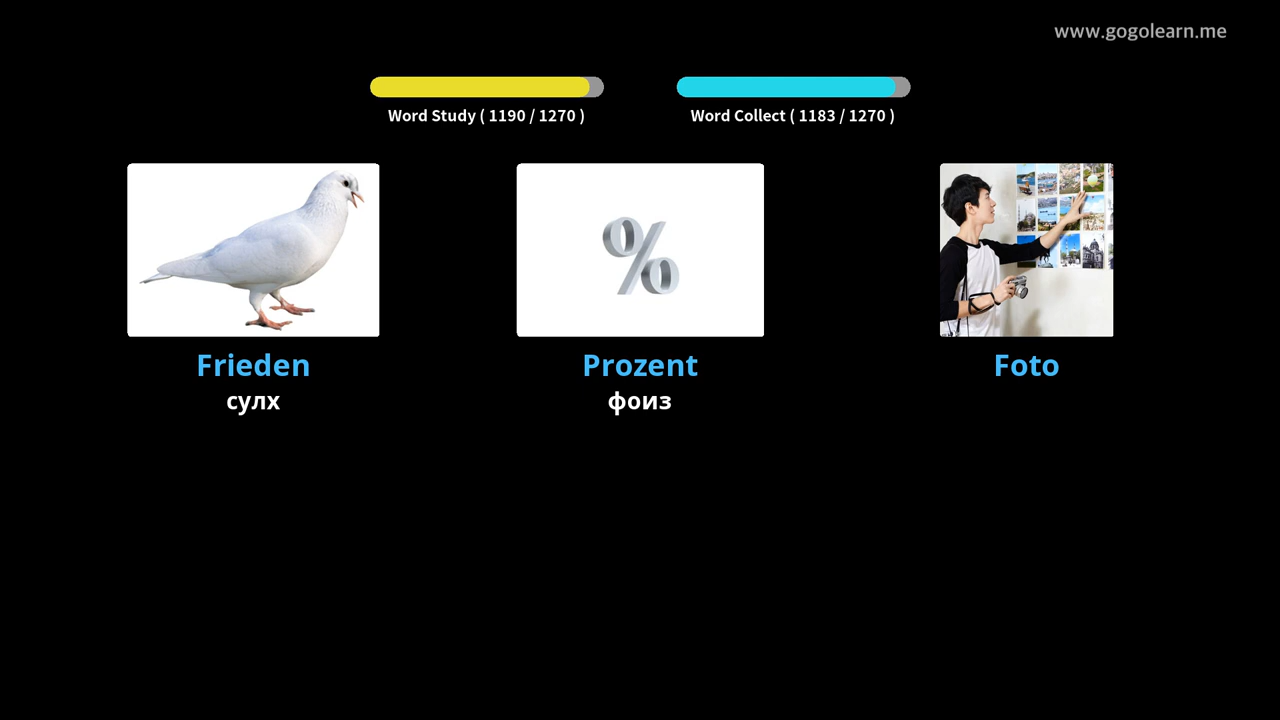 www.gogolearn.me
Word Study ( 1190 / 1270 )
Word Collect ( 1183 / 1270 )
Frieden
сулх
Prozent
фоиз
Foto